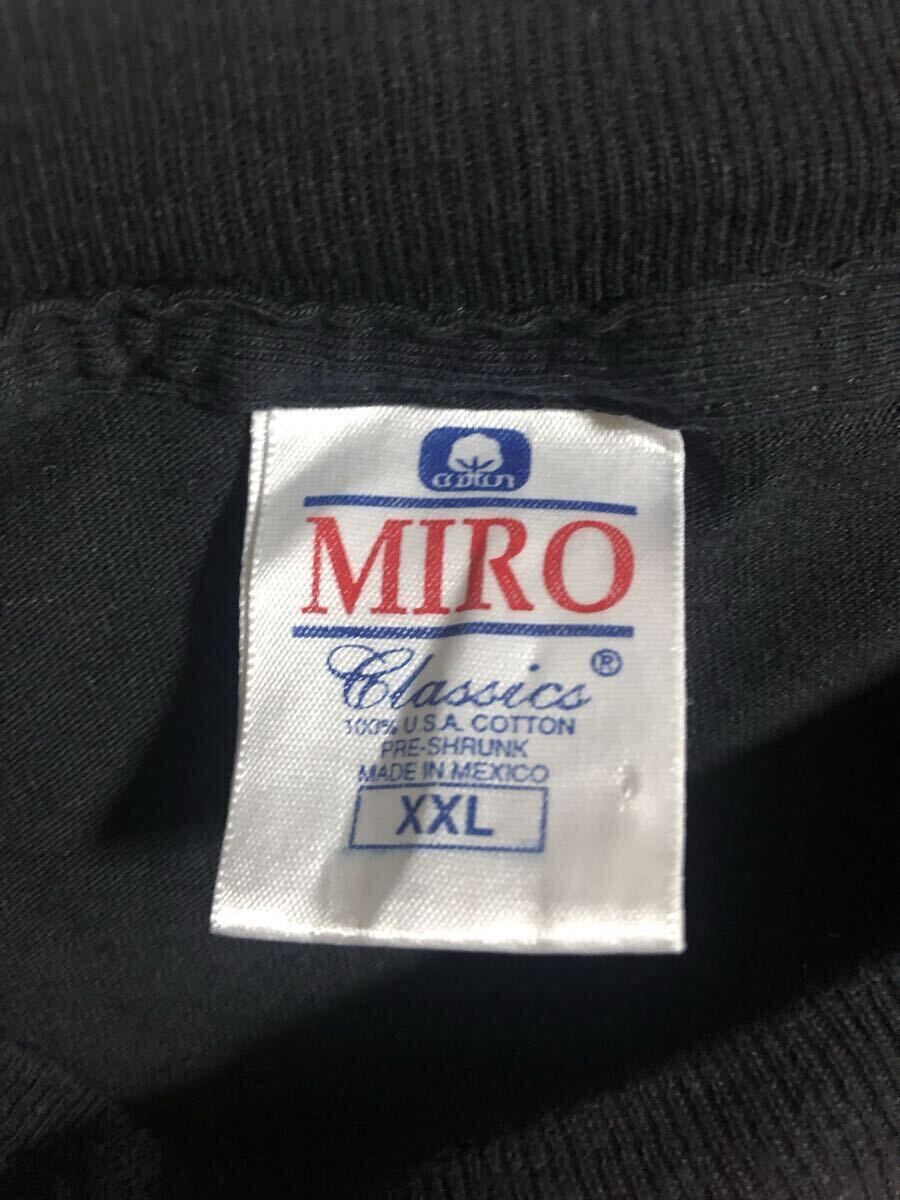 cotton
MIRO
Classics®
100% U.S.A. COTTON
PRE-SHRUNK
MADE IN MEXICO
XXL